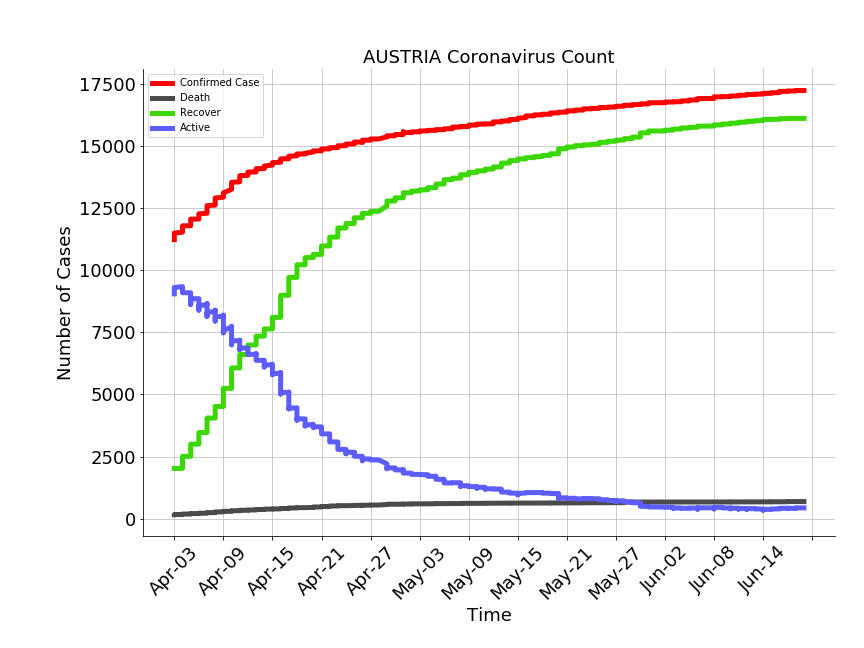 AUSTRIA Coronavirus Count
Confirmed Case
Death
Recover
Active
17500
15000
12500
10000
7500
5000
2500
0
Number of Cases
Apr-03
Apr-09
Apr-15
Apr-21
Apr-27
May-03
May-09
May-15
May-21
May-27
Jun-02
Jun-08
Jun-14
Time